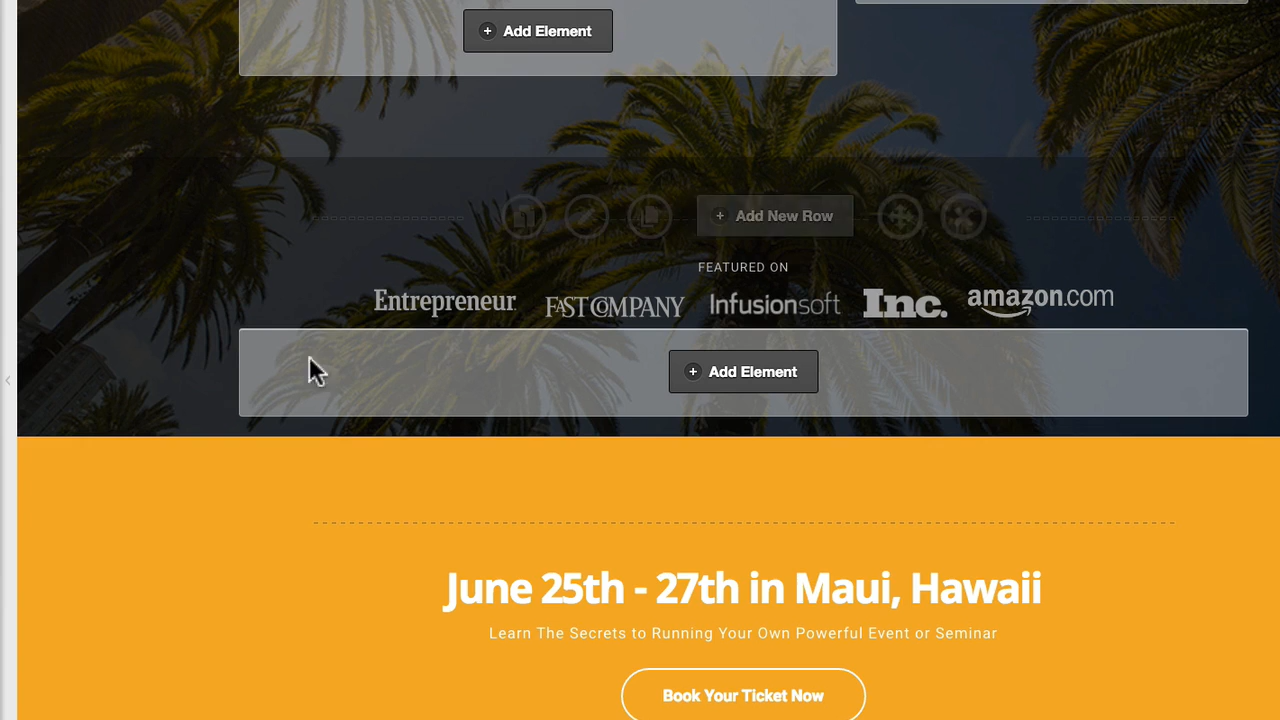 Add Element
Add New Row
FEATURED ON
Entrepreneur FAST COMPANY Infusionsoft Inc. amazon.com
Add Element
June 25th - 27th in Maui, Hawaii
Learn The Secrets to Running Your Own Powerful Event or Seminar
Book Your Ticket Now